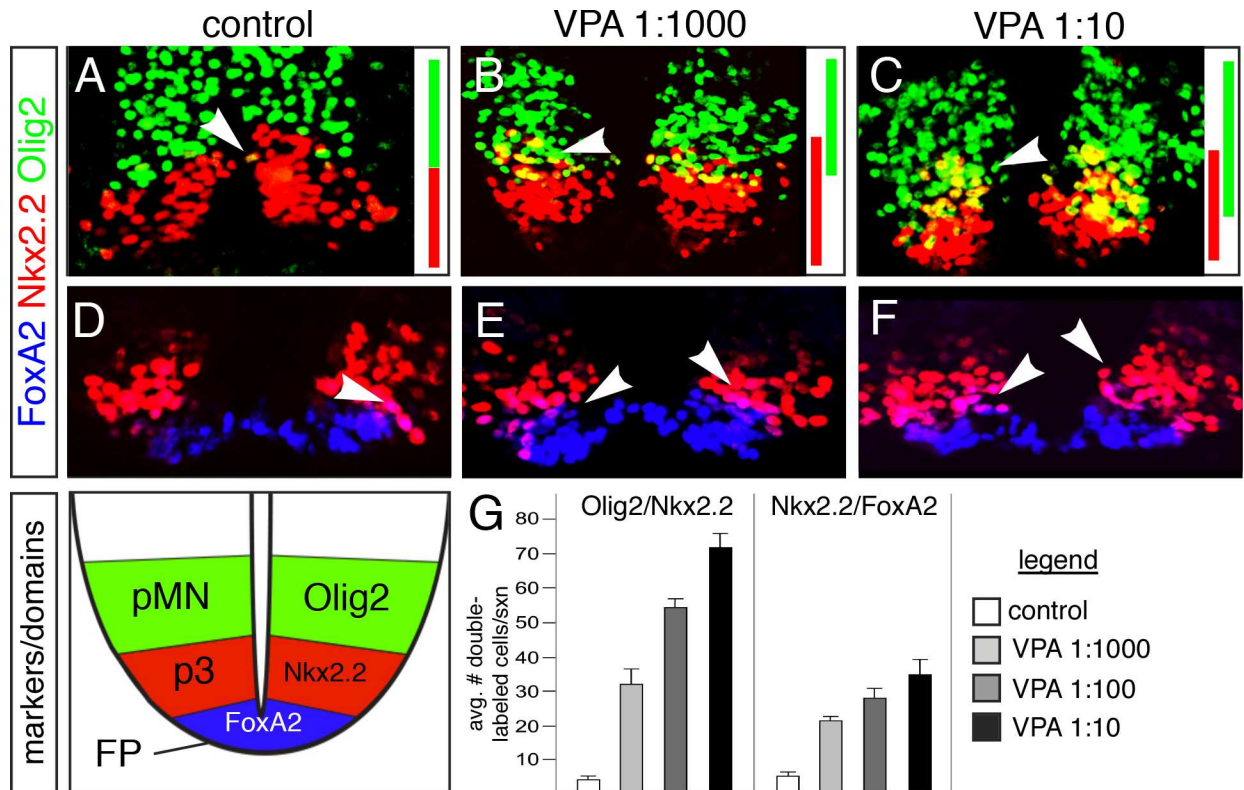 control
VPA 1:1000
VPA 1:10
FoxA2 Nkx2.2 Olig2
A
B
C
D
E
F
markers/domains
pMN
Olig2
p3
Nkx2.2
FoxA2
FP
G
Olig2/Nkx2.2
Nkx2.2/FoxA2
avg. # double-
labeled cells/sxn
80
70
60
50
40
30
20
10
legend
control
VPA 1:1000
VPA 1:100
VPA 1:10